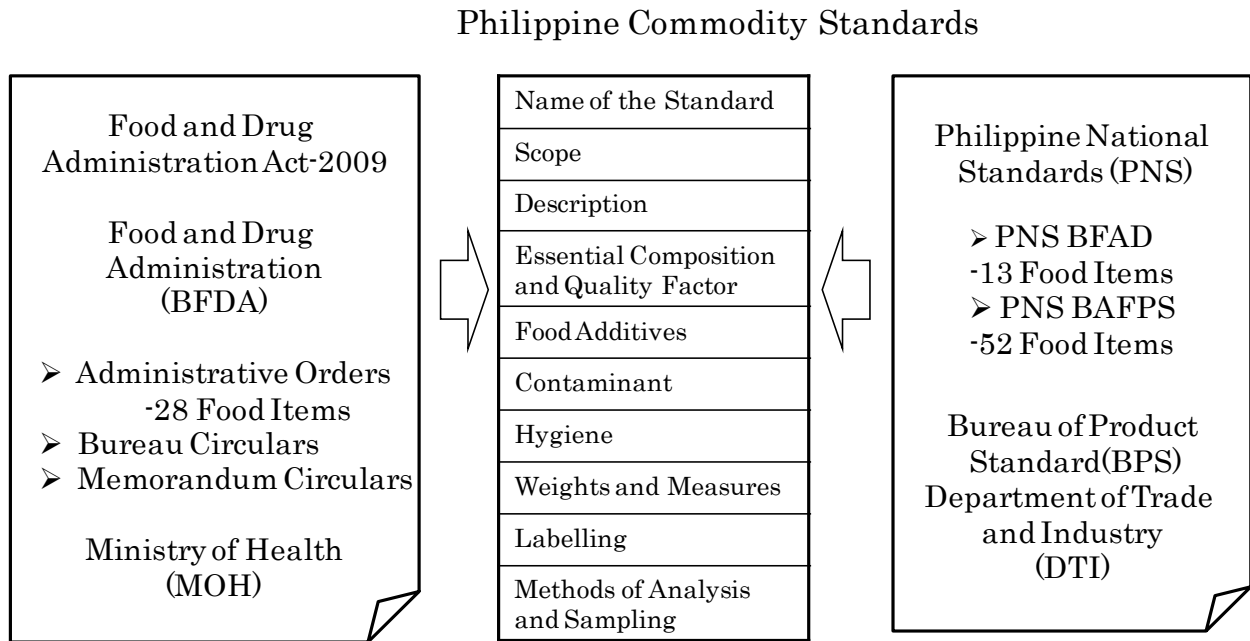 Philippine Commodity Standards
Food and Drug
Administration Act-2009
Food and Drug
Administration
(BFDA)
➢ Administrative Orders
-28 Food Items
➢ Bureau Circulars
➢ Memorandum Circulars
Ministry of Health
(MOH)
Name of the Standard
Scope
Description
Essential Composition
and Quality Factor
Food Additives
Contaminant
Hygiene
Weights and Measures
Labelling
Methods of Analysis
and Sampling
Philippine National
Standards (PNS)
➢ PNS BFAD
-13 Food Items
➢ PNS BAFPS
-52 Food Items
Bureau of Product
Standard(BPS)
Department of Trade
and Industry
(DTI)